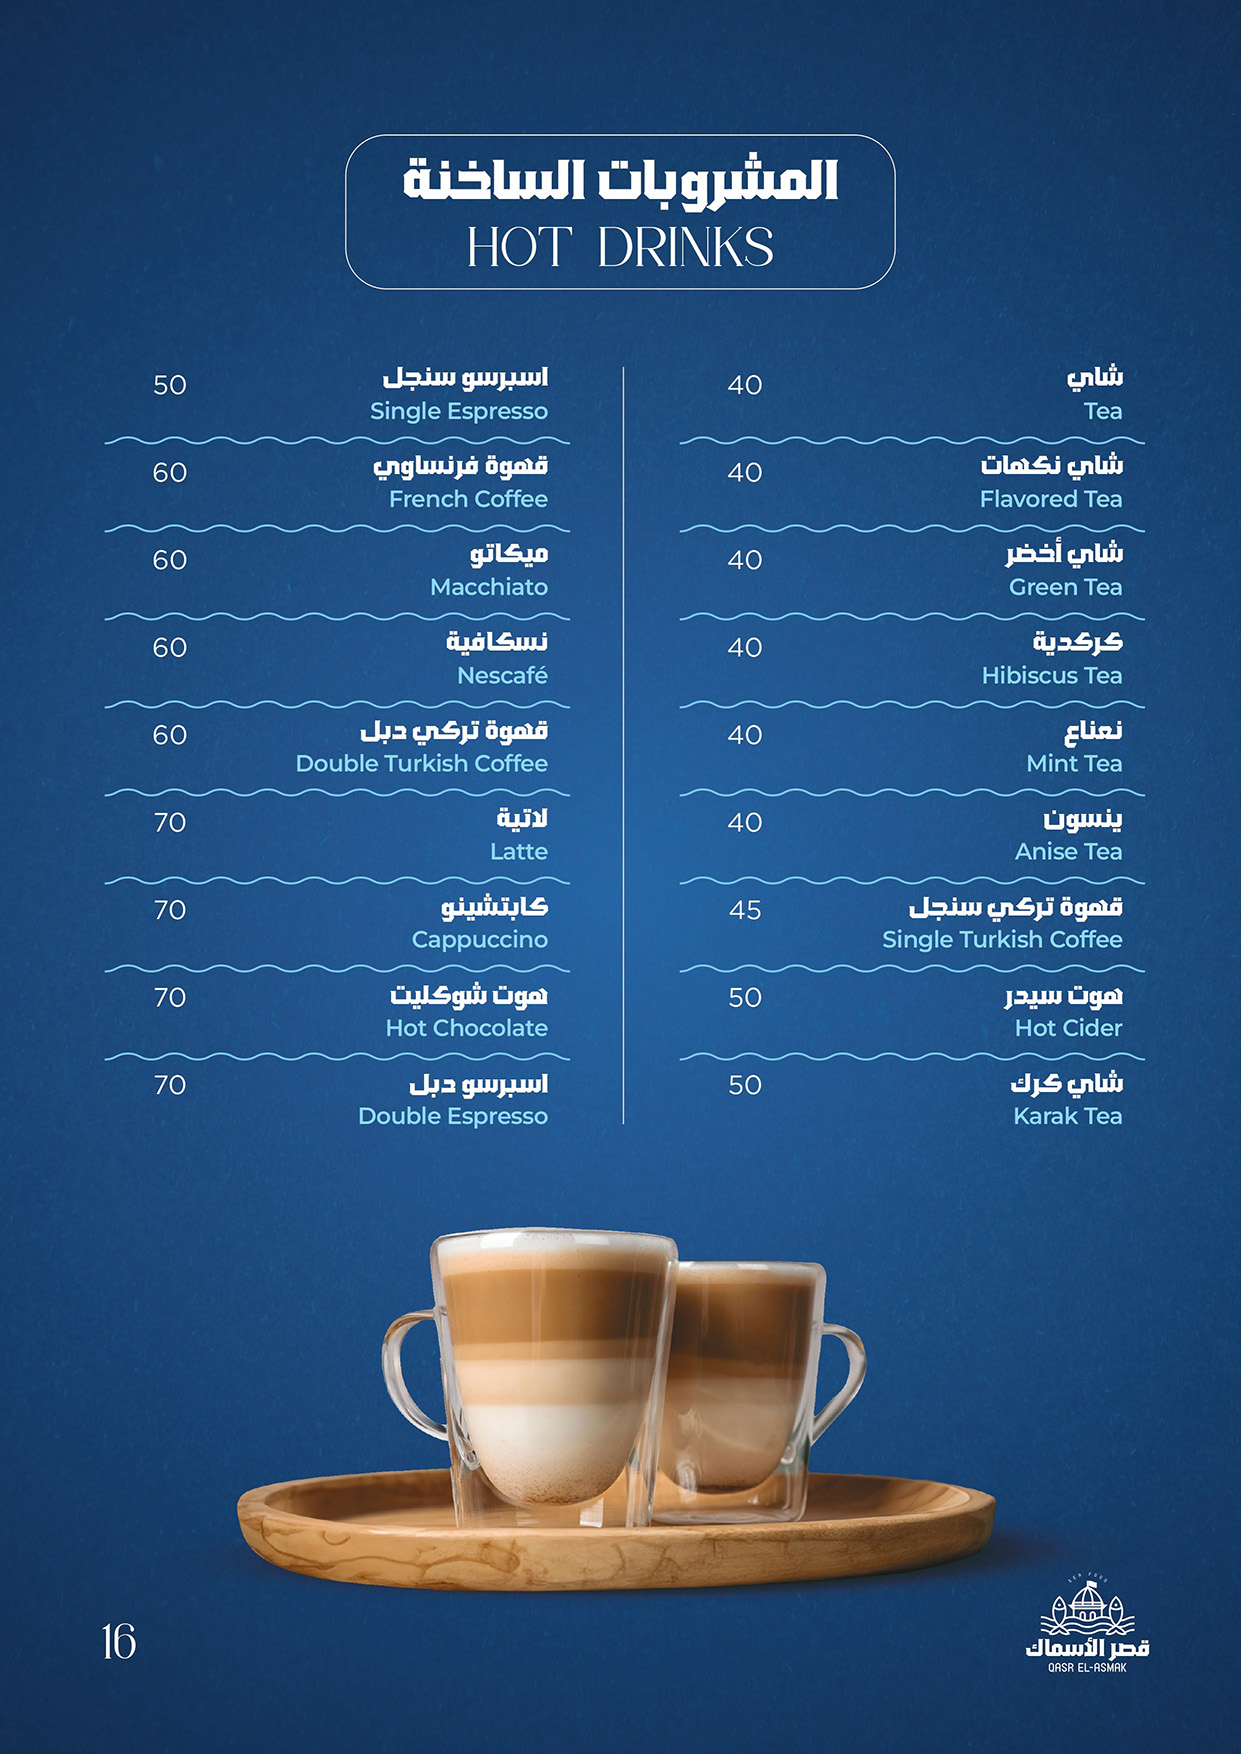 المشروبات الساخنة
HOT DRINKS
شاي 40
Tea
شاي نكهات 40
Flavored Tea
شاي أخضر 40
Green Tea
كركدية 40
Hibiscus Tea
نعناع 40
Mint Tea
ينسون 40
Anise Tea
قهوة تركي سنجل 45
Single Turkish Coffee
هوت سيدر 50
Hot Cider
شاي كرك 50
Karak Tea
اسبرسو سنجل 50
Single Espresso
قهوة فرنساوي 60
French Coffee
ميكاتو 60
Macchiato
نسكافية 60
Nescafé
قهوة تركي دبل 60
Double Turkish Coffee
لاتية 70
Latte
كابتشينو 70
Cappuccino
هوت شوكليت 70
Hot Chocolate
اسبرسو دبل 70
Double Espresso
SEA FOOD
قصر الأسماك
QASR EL-ASMAK
16